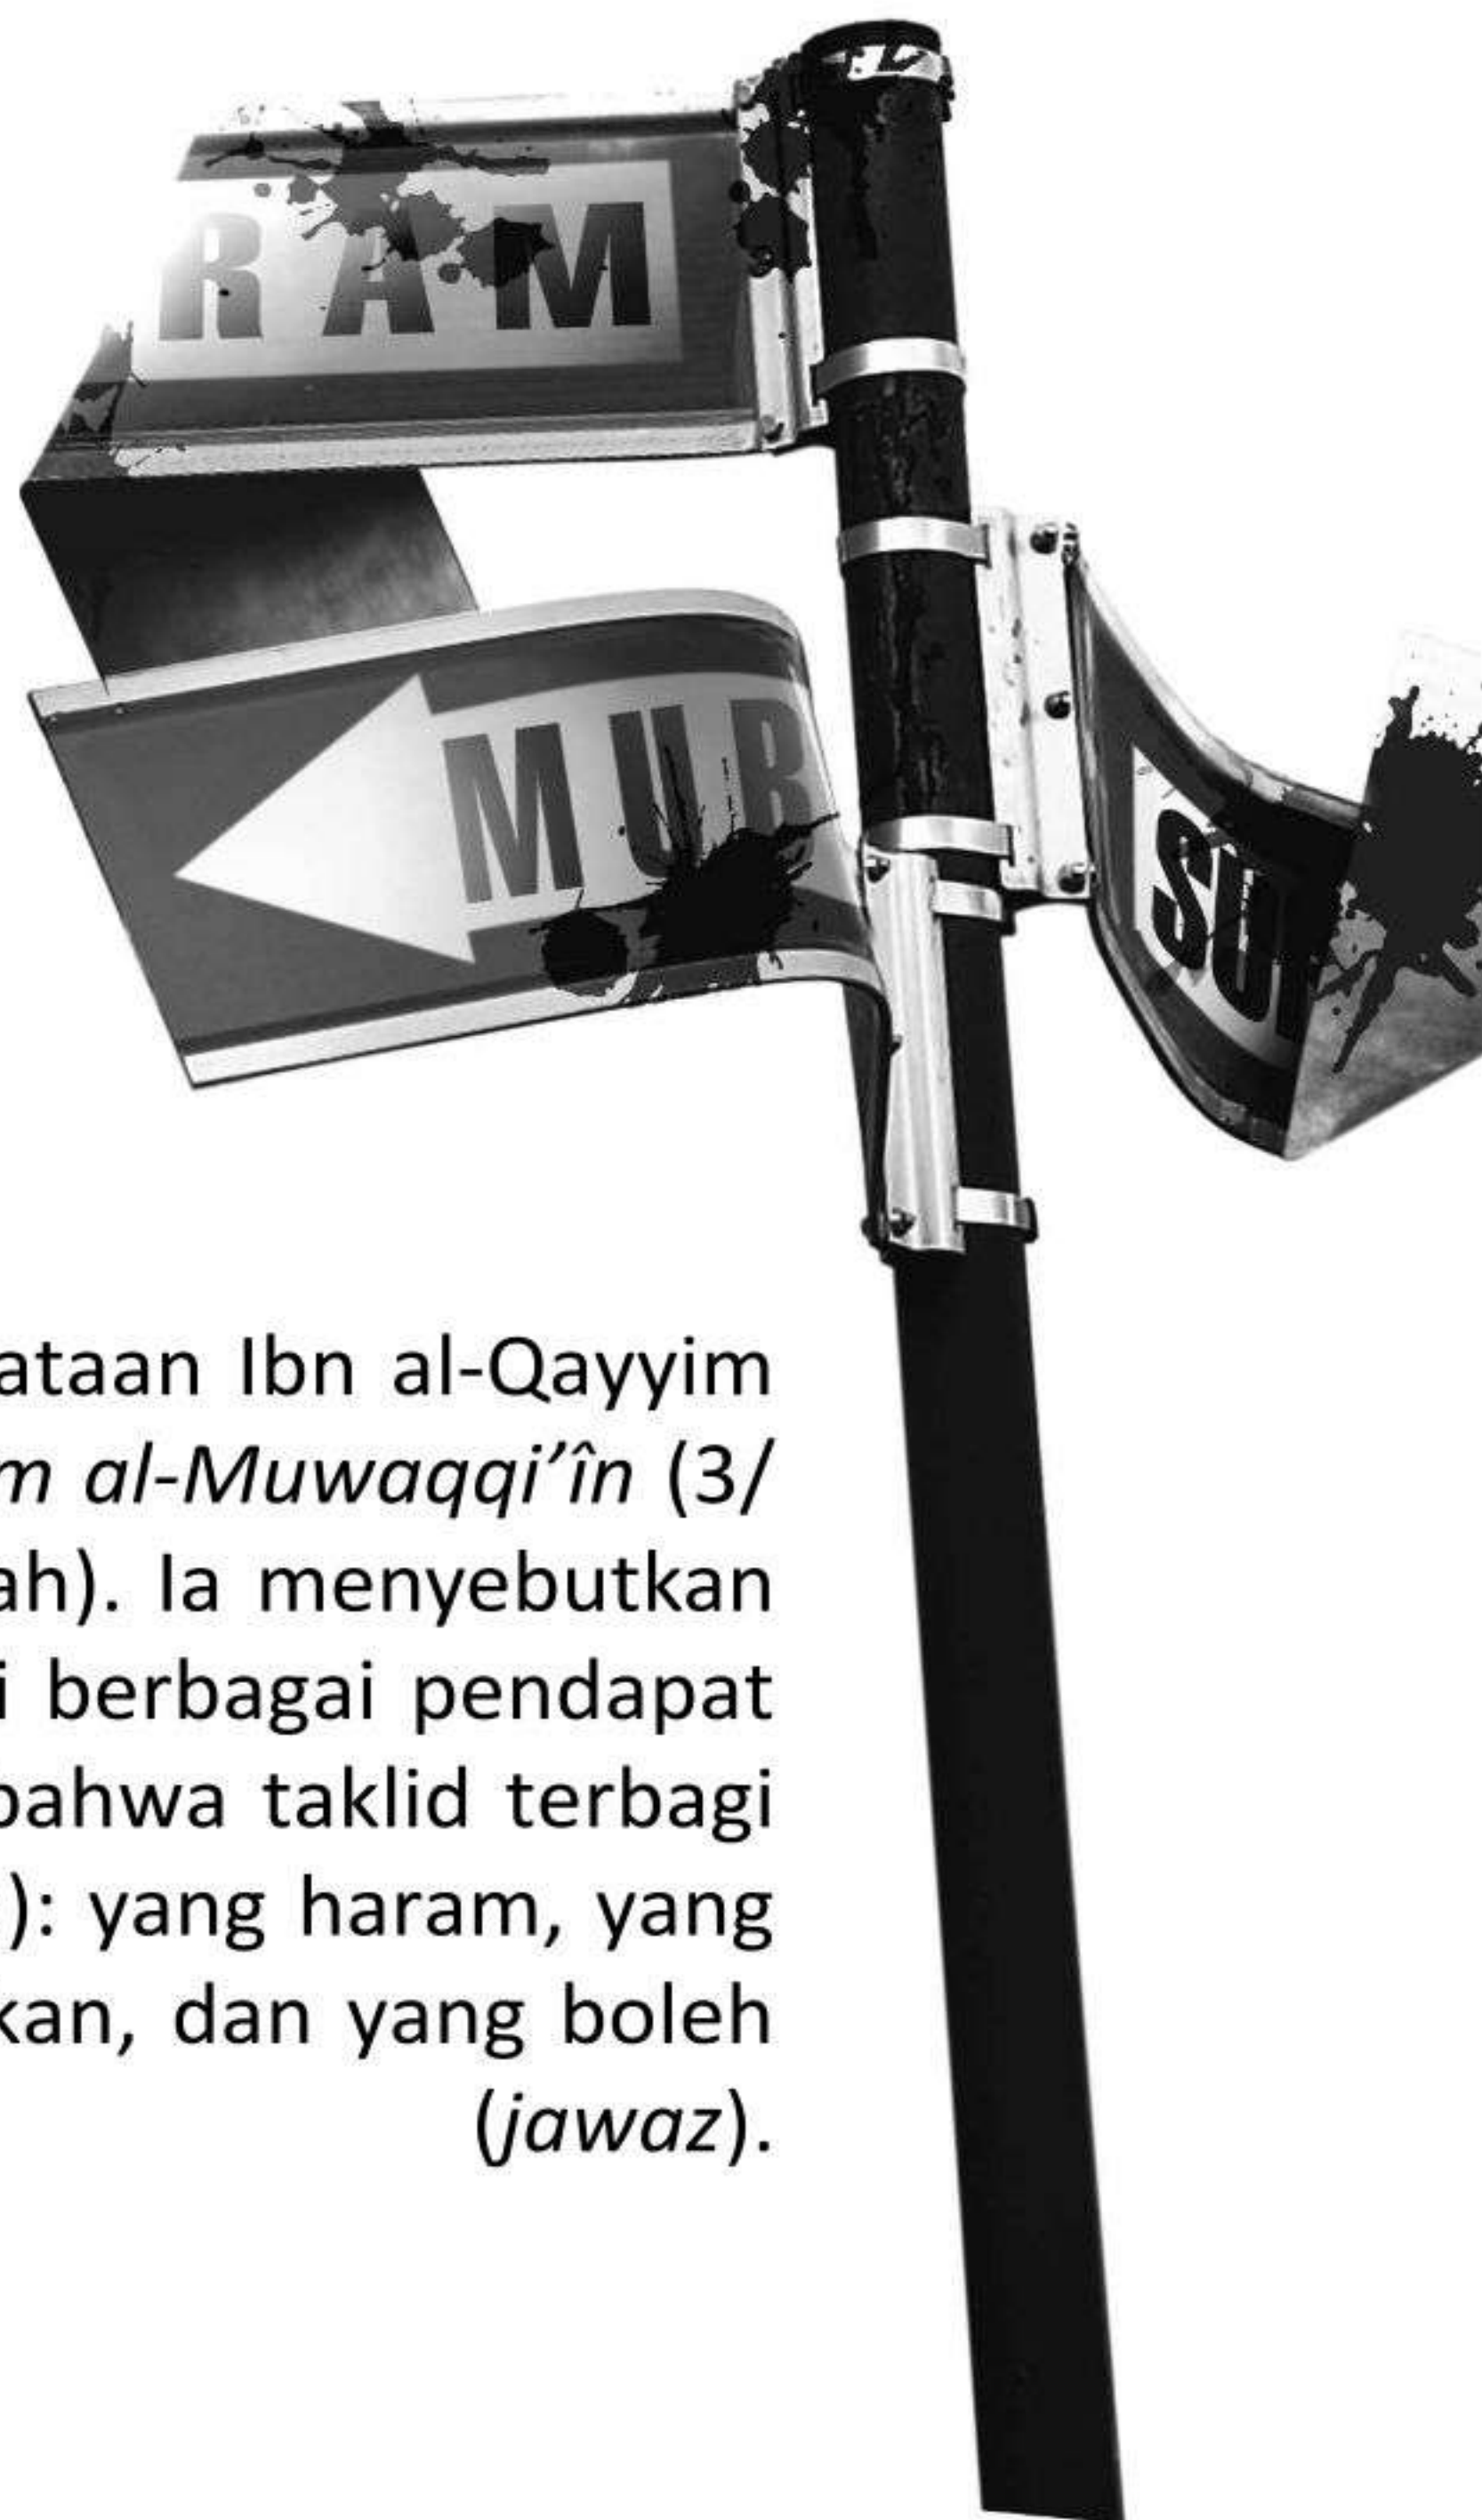 RAM
MUR
SU
ataan Ibn al-Qayyim
m al-Muwaqqi’în (3/
ah). Ia menyebutkan
i berbagai pendapat
bahwa taklid terbagi
): yang haram, yang
kan, dan yang boleh
(jawaz).